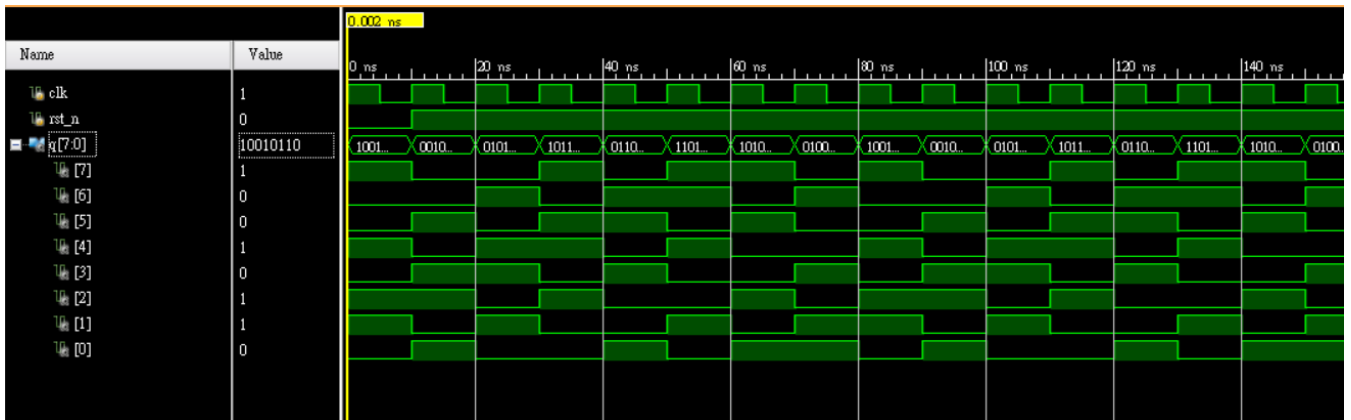 0.002 ns
Name Value
0 ns 20 ns 40 ns 60 ns 80 ns 100 ns 120 ns 140 ns
clk 1
rst_n 0
q[7:0] 10010110 1001... 0010... 0101... 1011... 0110... 1101... 1010... 0100... 1001... 0010... 0101... 1011... 0110... 1101... 1010... 0100...
[7] 1
[6] 0
[5] 0
[4] 1
[3] 0
[2] 1
[1] 1
[0] 0